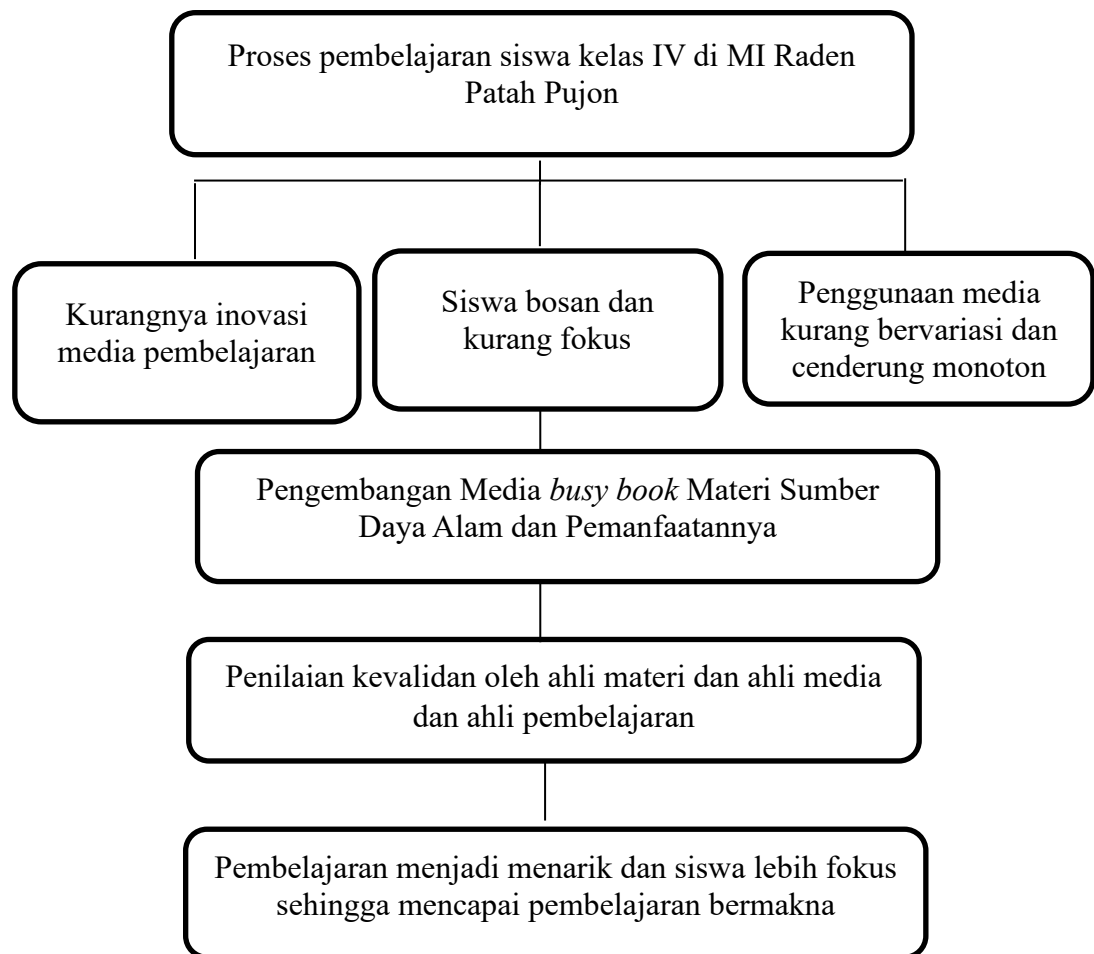 Proses pembelajaran siswa kelas IV di MI Raden
Patah Pujon
Kurangnya inovasi
media pembelajaran
Siswa bosan dan
kurang fokus
Penggunaan media
kurang bervariasi dan
cenderung monoton
Pengembangan Media busy book Materi Sumber
Daya Alam dan Pemanfaatannya
Penilaian kevalidan oleh ahli materi dan ahli media
dan ahli pembelajaran
Pembelajaran menjadi menarik dan siswa lebih fokus
sehingga mencapai pembelajaran bermakna